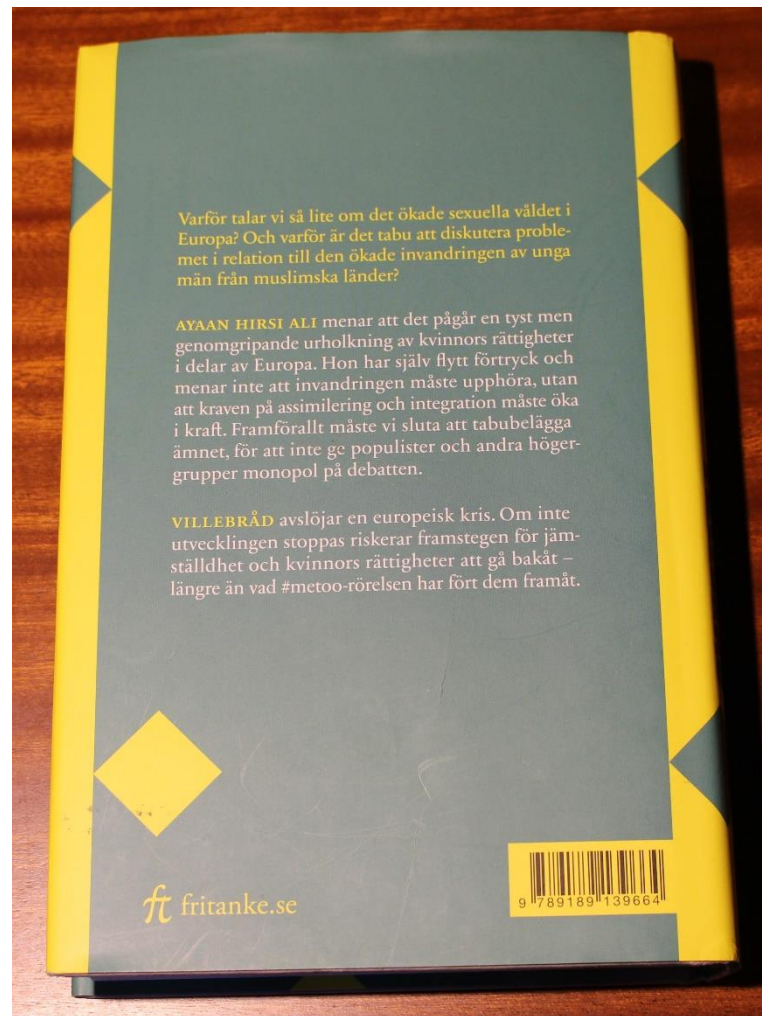 Varför talar vi så lite om det ökade sexuella våldet i
Europa? Och varför är det tabu att diskutera proble-
met i relation till den ökade invandringen av unga
män från muslimska länder?
AYAAN HIRSI ALI menar att det pågår en tyst men
genomgripande urholkning av kvinnors rättigheter
i delar av Europa. Hon har själv flytt förtryck och
menar inte att invandringen måste upphöra, utan
att kraven på assimilering och integration måste öka
i kraft. Framförallt måste vi sluta att tabubelägga
ämnet, för att inte ge populister och andra höger-
grupper monopol på debatten.
VILLEBRÅD avslöjar en europeisk kris. Om inte
utvecklingen stoppas riskerar framstegen för jäm-
ställdhet och kvinnors rättigheter att gå bakåt –
längre än vad #metoo-rörelsen har fört dem framåt.
ft fritanke.se
9 789189 139664